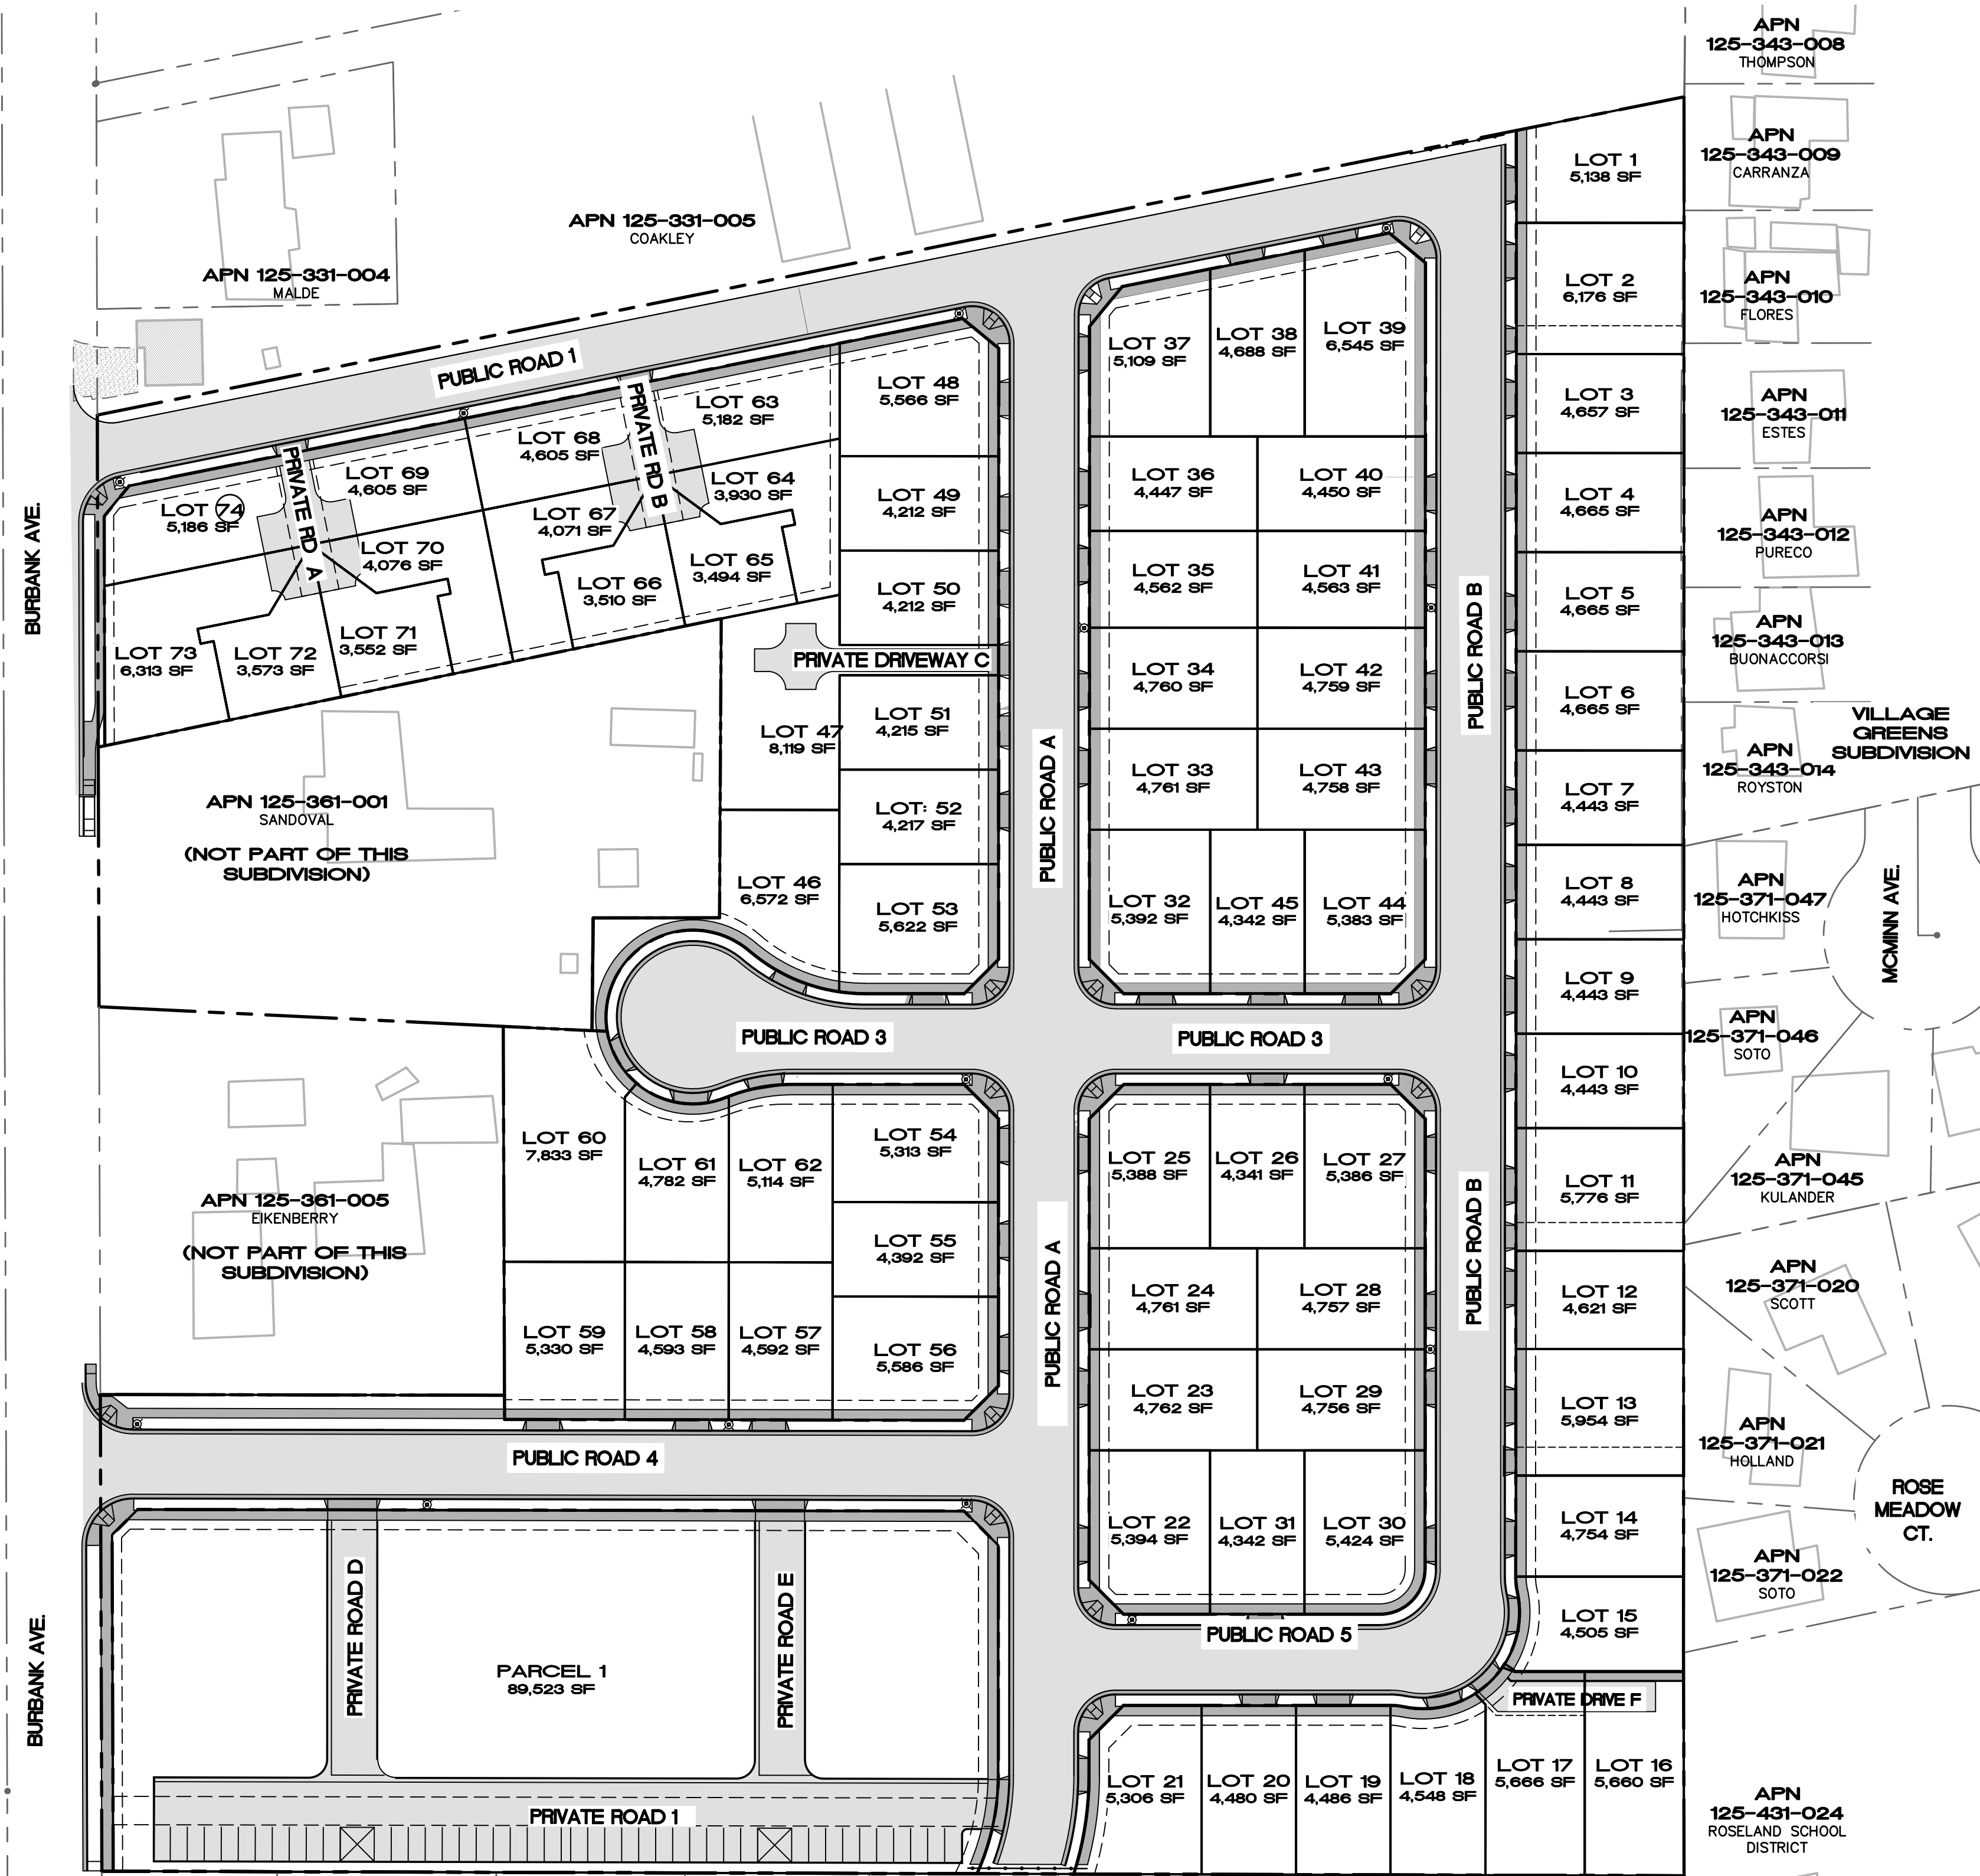 APN
125-343-008
THOMPSON
APN
125-343-009
CARRANZA
APN
125-343-010
FLORES
APN
125-343-011
ESTES
APN
125-343-012
PURECO
APN
125-343-013
BUONACCORSI
APN
125-343-014
ROYSTON
VILLAGE
GREENS
SUBDIVISION
APN
125-371-047
HOTCHKISS
MCMINN AVE.
APN
125-371-046
SOTO
APN
125-371-045
KULANDER
APN
125-371-020
SCOTT
APN
125-371-021
HOLLAND
ROSE
MEADOW
CT.
APN
125-371-022
SOTO
APN
125-431-024
ROSELAND SCHOOL
DISTRICT
APN 125-331-005
COAKLEY
APN 125-331-004
MALDE
BURBANK AVE.
PUBLIC ROAD 1
PRIVATE RD A
PRIVATE RD B
LOT 63
5,182 SF
LOT 68
4,605 SF
LOT 69
4,605 SF
LOT 64
3,930 SF
LOT 74
5,186 SF
LOT 67
4,071 SF
LOT 70
4,076 SF
LOT 65
3,494 SF
LOT 66
3,510 SF
LOT 71
3,552 SF
LOT 72
3,573 SF
LOT 73
6,313 SF
LOT 48
5,566 SF
LOT 49
4,212 SF
LOT 50
4,212 SF
PRIVATE DRIVEWAY C
LOT 51
4,215 SF
LOT 47
8,119 SF
LOT: 52
4,217 SF
LOT 46
6,572 SF
LOT 53
5,622 SF
APN 125-361-001
SANDOVAL
(NOT PART OF THIS
SUBDIVISION)
PUBLIC ROAD A
LOT 37
5,109 SF
LOT 38
4,688 SF
LOT 39
6,545 SF
LOT 36
4,447 SF
LOT 40
4,450 SF
LOT 35
4,562 SF
LOT 41
4,563 SF
LOT 34
4,760 SF
LOT 42
4,759 SF
LOT 33
4,761 SF
LOT 43
4,758 SF
LOT 32
5,392 SF
LOT 45
4,342 SF
LOT 44
5,383 SF
PUBLIC ROAD B
LOT 1
5,138 SF
LOT 2
6,176 SF
LOT 3
4,657 SF
LOT 4
4,665 SF
LOT 5
4,665 SF
LOT 6
4,665 SF
LOT 7
4,443 SF
LOT 8
4,443 SF
LOT 9
4,443 SF
LOT 10
4,443 SF
LOT 11
5,776 SF
LOT 12
4,621 SF
LOT 13
5,954 SF
LOT 14
4,754 SF
LOT 15
4,505 SF
PUBLIC ROAD 3
PUBLIC ROAD 3
APN 125-361-005
EIKENBERRY
(NOT PART OF THIS
SUBDIVISION)
LOT 60
7,833 SF
LOT 61
4,782 SF
LOT 62
5,114 SF
LOT 54
5,313 SF
LOT 55
4,392 SF
LOT 59
5,330 SF
LOT 58
4,593 SF
LOT 57
4,592 SF
LOT 56
5,586 SF
PUBLIC ROAD A
LOT 25
5,388 SF
LOT 26
4,341 SF
LOT 27
5,386 SF
LOT 24
4,761 SF
LOT 28
4,757 SF
LOT 23
4,762 SF
LOT 29
4,756 SF
LOT 22
5,394 SF
LOT 31
4,342 SF
LOT 30
5,424 SF
PUBLIC ROAD B
PUBLIC ROAD 4
PUBLIC ROAD 5
BURBANK AVE.
PRIVATE ROAD D
PARCEL 1
89,523 SF
PRIVATE ROAD E
PRIVATE ROAD 1
PRIVATE DRIVE F
LOT 21
5,306 SF
LOT 20
4,480 SF
LOT 19
4,486 SF
LOT 18
4,548 SF
LOT 17
5,666 SF
LOT 16
5,660 SF